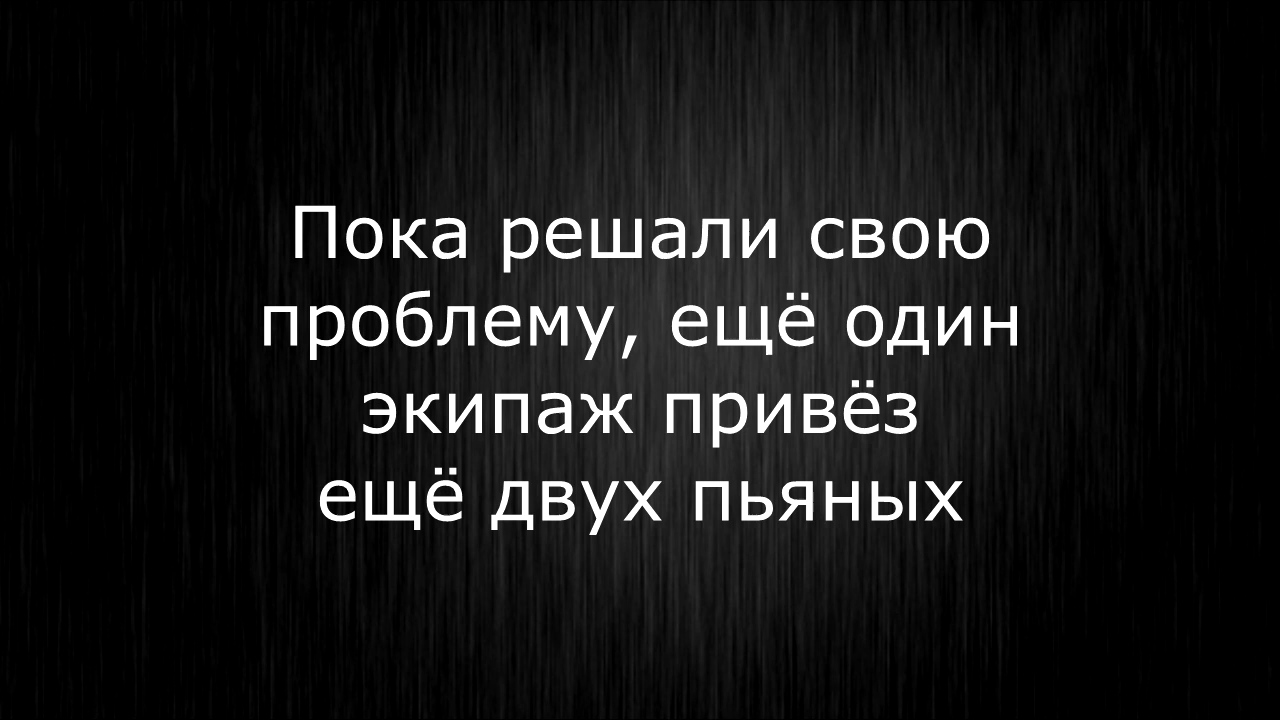 Пока решали свою
проблему, ещё один
экипаж привёз
ещё двух пьяных